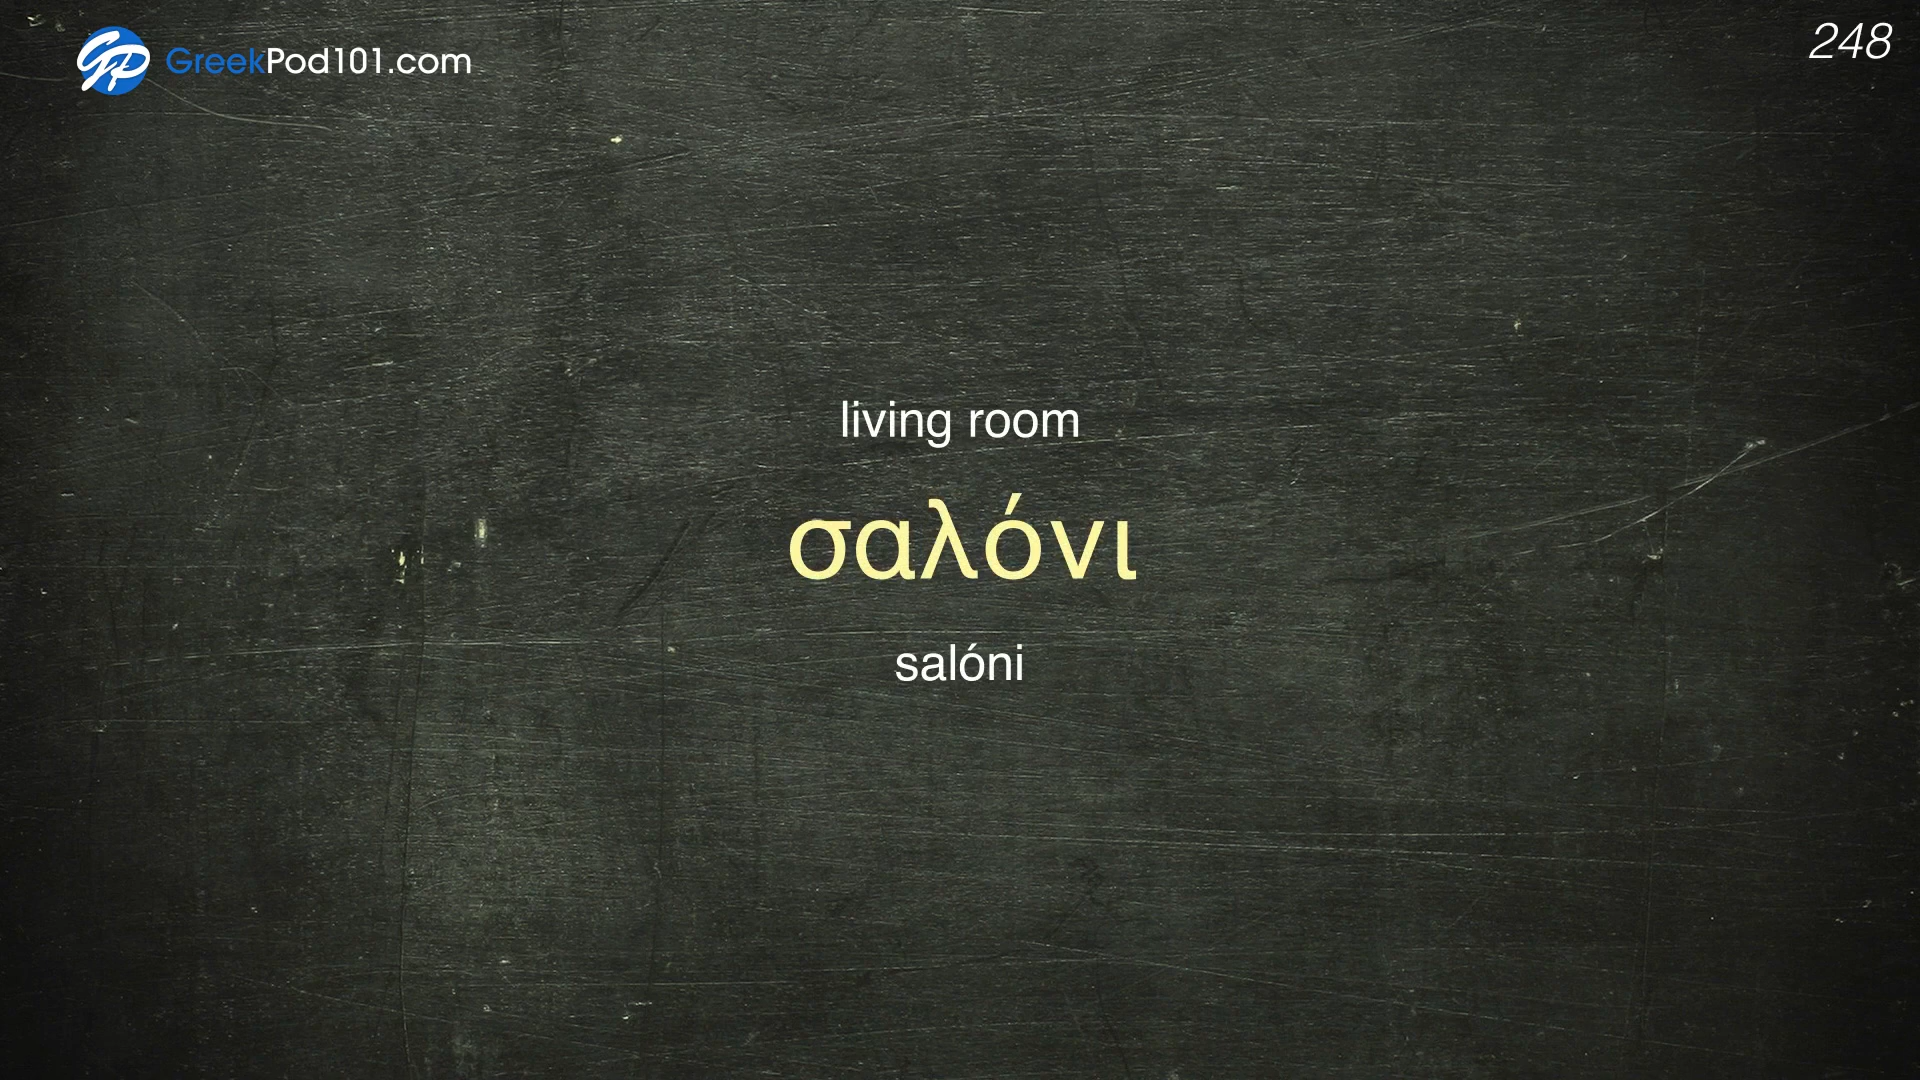 GreekPod101.com
248
living room
σαλόνι
salóni